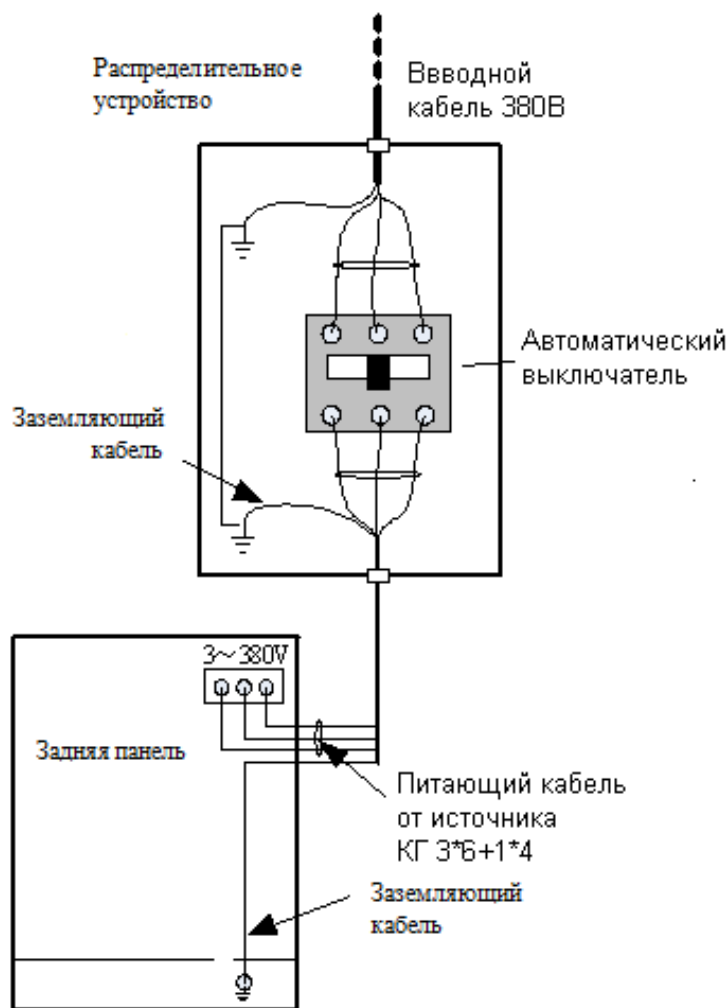 Распределительное
устройство
Ввводной
кабель 380В
Автоматический
выключатель
Заземляющий
кабель
3~380V
Задняя панель
Питающий кабель
от источника
КГ 3*6+1*4
Заземляющий
кабель